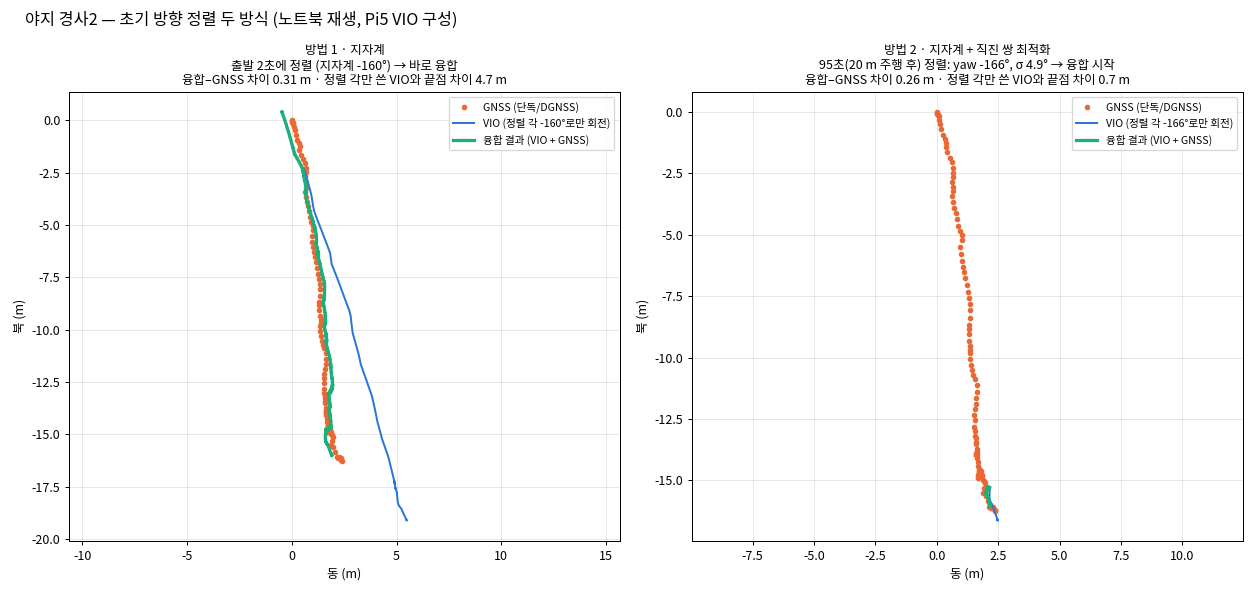 야지 경사2 — 초기 방향 정렬 두 방식 (노트북 재생, Pi5 VIO 구성)
방법 1 · 지자계
출발 2초에 정렬 (지자계 -160°) → 바로 융합
융합–GNSS 차이 0.31 m · 정렬 각만 쓴 VIO와 끝점 차이 4.7 m
GNSS (단독/DGNSS)
VIO (정렬 각 -160°로만 회전)
융합 결과 (VIO + GNSS)
0.0
-2.5
-5.0
-7.5
-10.0
-12.5
-15.0
-17.5
-20.0
북 (m)
-10
-5
0
5
10
15
동 (m)
방법 2 · 지자계 + 직진 쌍 최적화
95초(20 m 주행 후) 정렬: yaw -166°, σ 4.9° → 융합 시작
융합–GNSS 차이 0.26 m · 정렬 각만 쓴 VIO와 끝점 차이 0.7 m
GNSS (단독/DGNSS)
VIO (정렬 각 -166°로만 회전)
융합 결과 (VIO + GNSS)
0.0
-2.5
-5.0
-7.5
-10.0
-12.5
-15.0
북 (m)
-7.5
-5.0
-2.5
0.0
2.5
5.0
7.5
10.0
동 (m)